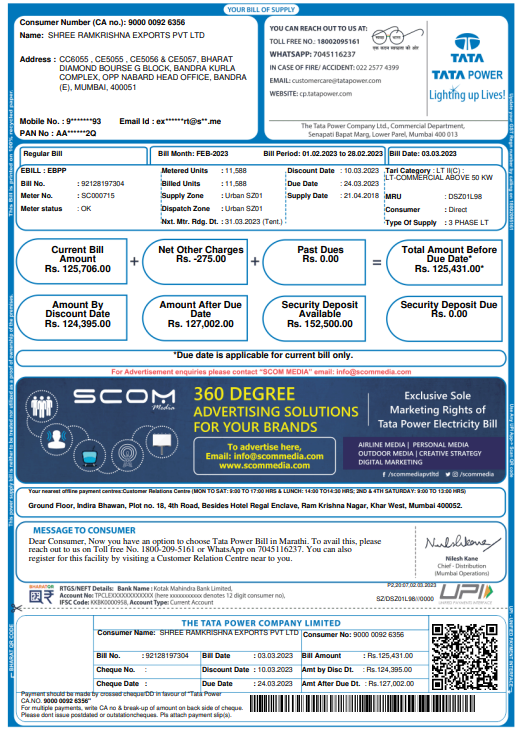 YOUR BILL OF SUPPLY
Consumer Number (CA no.): 9000 0092 6356
Name: SHREE RAMKRISHNA EXPORTS PVT LTD
Address : CC6055 , CE5055 , CE5056 & CE5057, BHARAT
DIAMOND BOURSE G BLOCK, BANDRA KURLA
COMPLEX, OPP NABARD HEAD OFFICE, BANDRA
(E), MUMBAI, 400051
Mobile No. : 9*******93 Email Id : ex******rt@s**.me
PAN No : AA******2Q
YOU CAN REACH OUT TO US AT:
TOLL FREE NO.: 18002095161
WHATSAPP: 7045116237
IN CASE OF FIRE/ ACCIDENT: 022 2577 4399
EMAIL: customercare@tatapower.com
WEBSITE: cp.tatapower.com
TATA
TATA POWER
Lighting up Lives!
The Tata Power Company Ltd., Commercial Department,
Senapati Bapat Marg, Lower Parel, Mumbai 400 013
Regular Bill Bill Month: FEB-2023 Bill Period: 01.02.2023 to 28.02.2023 Bill Date: 03.03.2023
EBILL : EBPP Metered Units : 11,588 Discount Date : 10.03.2023 Tari Category : LT II(C) :
LT-COMMERCIAL ABOVE 50 KW
Bill No. : 92128197304 Billed Units : 11,588 Due Date : 24.03.2023
Meter No. : SC000715 Supply Zone : Urban SZ01 Supply Date : 21.04.2018 MRU : DSZ01L98
Meter status : OK Dispatch Zone : Urban SZ01 Consumer : Direct
Nxt. Mtr. Rdg. Dt. : 31.03.2023 (Tent.) Type Of Supply : 3 PHASE LT
Current Bill Amount Rs. 125,706.00 + Net Other Charges Rs. -275.00 + Past Dues Rs. 0.00 = Total Amount Before Due Date* Rs. 125,431.00*
Amount By Discount Date Rs. 124,395.00 Amount After Due Date Rs. 127,002.00 Security Deposit Available Rs. 152,500.00 Security Deposit Due Rs. 0.00
*Due date is applicable for current bill only.
For Advertisement enquiries please contact "SCOM MEDIA" email: info@scommedia.com
SCOM
Media
360 DEGREE
ADVERTISING SOLUTIONS
FOR YOUR BRANDS
To advertise here,
Email: info@scommedia.com
www.scommedia.com
Exclusive Sole
Marketing Rights of
Tata Power Electricity Bill
AIRLINE MEDIA | PERSONAL MEDIA
OUTDOOR MEDIA | CREATIVE STRATEGY
DIGITAL MARKETING
/scommediapvtltd /scommedia
Your nearest offline payment centres:Customer Relations Centre (MON TO SAT: 9:00 TO 17:00 HRS & LUNCH: 14:00 TO14:30 HRS; 2ND & 4TH SATURDAY: 9:00 TO 13:00 HRS)
Ground Floor, Indira Bhavan, Plot no. 18, 4th Road, Besides Hotel Regal Enclave, Ram Krishna Nagar, Khar West, Mumbai 400052.
MESSAGE TO CONSUMER
Dear Consumer, Now you have an option to choose Tata Power Bill in Marathi. To avail this, please
reach out to us on Toll free No. 1800-209-5161 or WhatsApp on 7045116237. You can also
register for this facility by visiting a Customer Relation Centre near to you.
Nilesh Kane
Chief - Distribution
(Mumbai Operations)
RTGS/NEFT Details: Bank Name : Kotak Mahindra Bank Limited,
IFSC Code: KKBK0000958, Account Type: Current Account
SZ/DSZ01L98//0000
UPI
UNIFIED PAYMENTS INTERFACE
THE TATA POWER COMPANY LIMITED
Consumer Name: SHREE RAMKRISHNA EXPORTS PVT LTD Consumer No: 9000 0092 6356
Bill No. : 92128197304 Bill Date : 03.03.2023 Bill Amount : Rs.125,431.00
Cheque No. : Discount Date : 10.03.2023 Amt by Disc Dt. : Rs.124,395.00
Cheque Date : Due Date : 24.03.2023 Amt After Due Dt. : Rs.127,002.00
Payment should be made by crossed cheque/DD in favour of "Tata Power
CA.NO. 9000 0092 6356"
For multiple payments, write CA no & break-up of amount on back side of cheque.
Please dont issue postdated or outstationcheques. Pls attach payment slip(s).
BHARAT QR CODE
UPI - UNIFIED PAYMENT INTERFACE